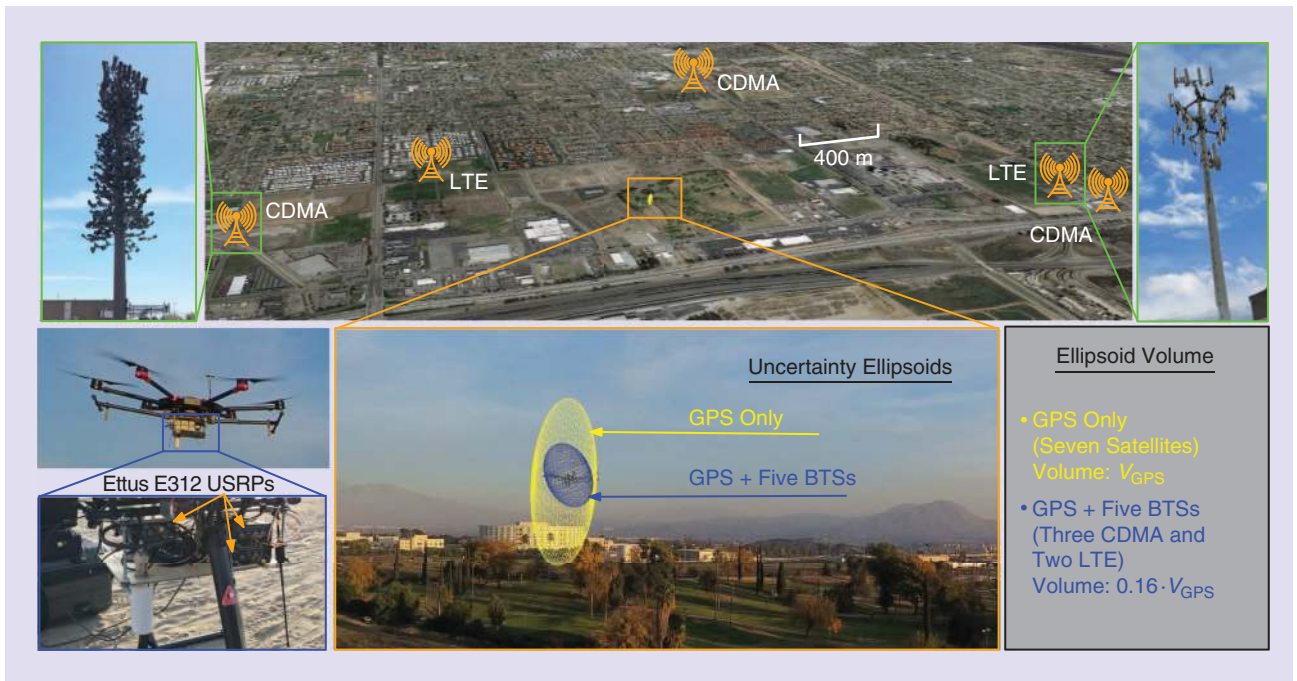 CDMA
400 m
LTE
LTE
CDMA
CDMA
Uncertainty Ellipsoids
GPS Only
GPS + Five BTSs
Ettus E312 USRPs
Ellipsoid Volume
• GPS Only
(Seven Satellites)
Volume: VGPS
• GPS + Five BTSs
(Three CDMA and
Two LTE)
Volume: 0.16·VGPS